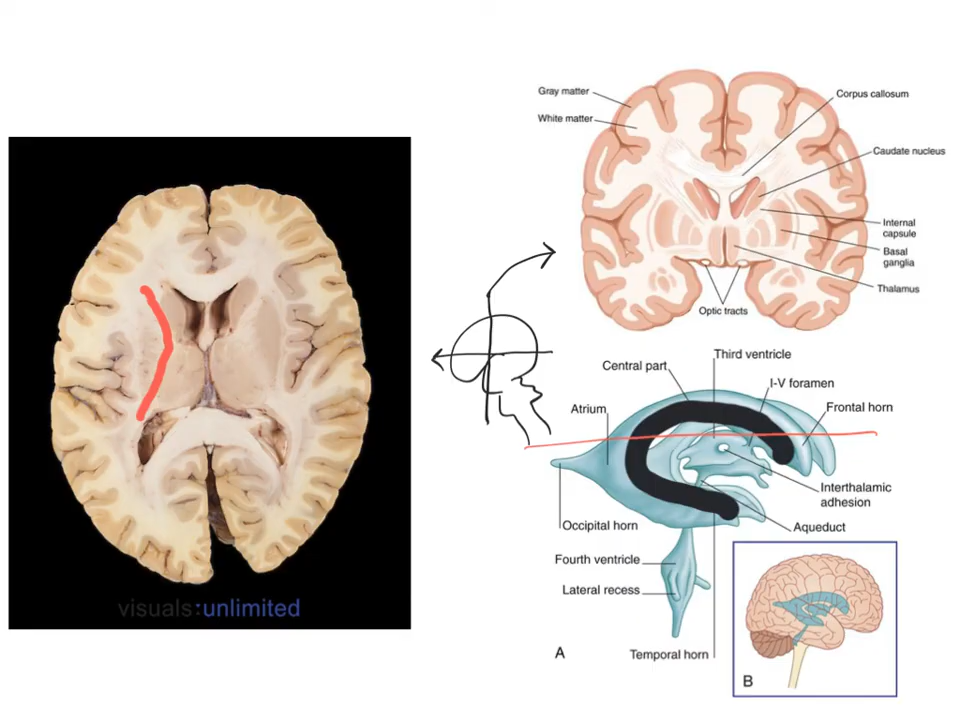 Gray matter
White matter
Corpus callosum
Caudate nucleus
Internal
capsule
Basal
ganglia
Thalamus
Optic tracts
visuals:unlimited
Third ventricle
Central part
I-V foramen
Atrium
Frontal horn
Interthalamic
adhesion
Occipital horn
Aqueduct
Fourth ventricle
Lateral recess
Temporal horn
A
B